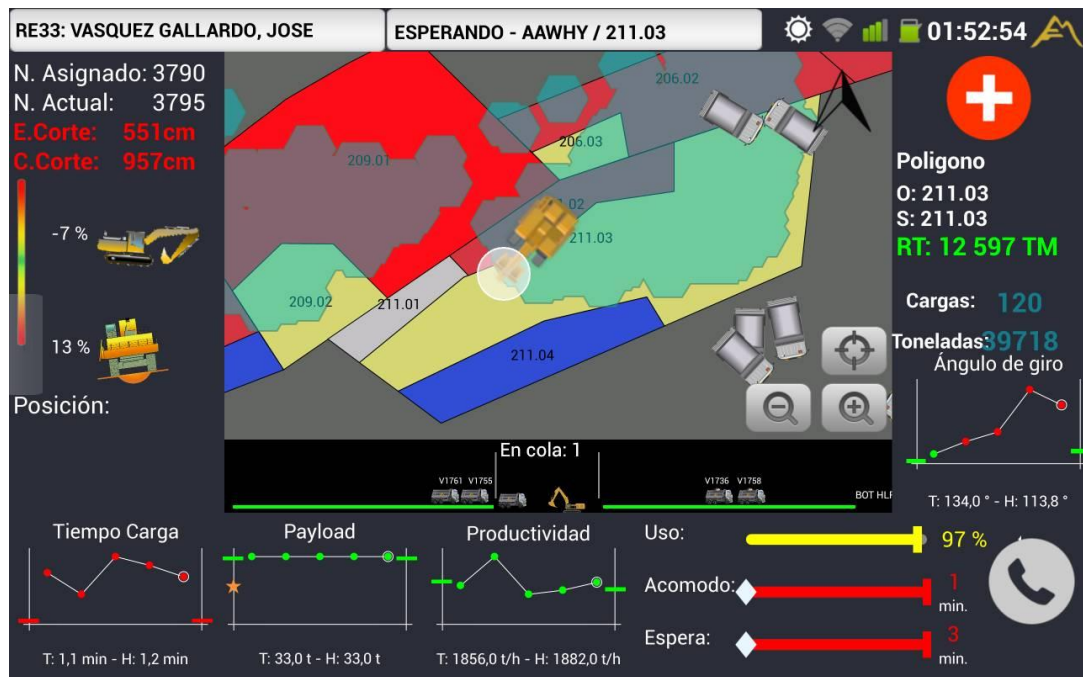 RE33: VASQUEZ GALLARDO, JOSE
ESPERANDO - AAWHY / 211.03
01:52:54
N. Asignado: 3790
N. Actual: 3795
E.Corte: 551cm
C.Corte: 957cm
-7 %
13 %
Posición:
206.02
206.03
209.01
211.03
209.02
211.01
211.04
Poligono
O: 211.03
S: 211.03
RT: 12 597 TM
Cargas: 120
Toneladas: 39718
Ángulo de giro
T: 134,0 ° - H: 113,8 °
En cola: 1
V1761 V1755
V1736 V1758
Tiempo Carga
T: 1,1 min - H: 1,2 min
Payload
T: 33,0 t - H: 33,0 t
Productividad
T: 1856,0 t/h - H: 1882,0 t/h
Uso: 97 %
Acomodo: 1 min.
Espera: 3 min.